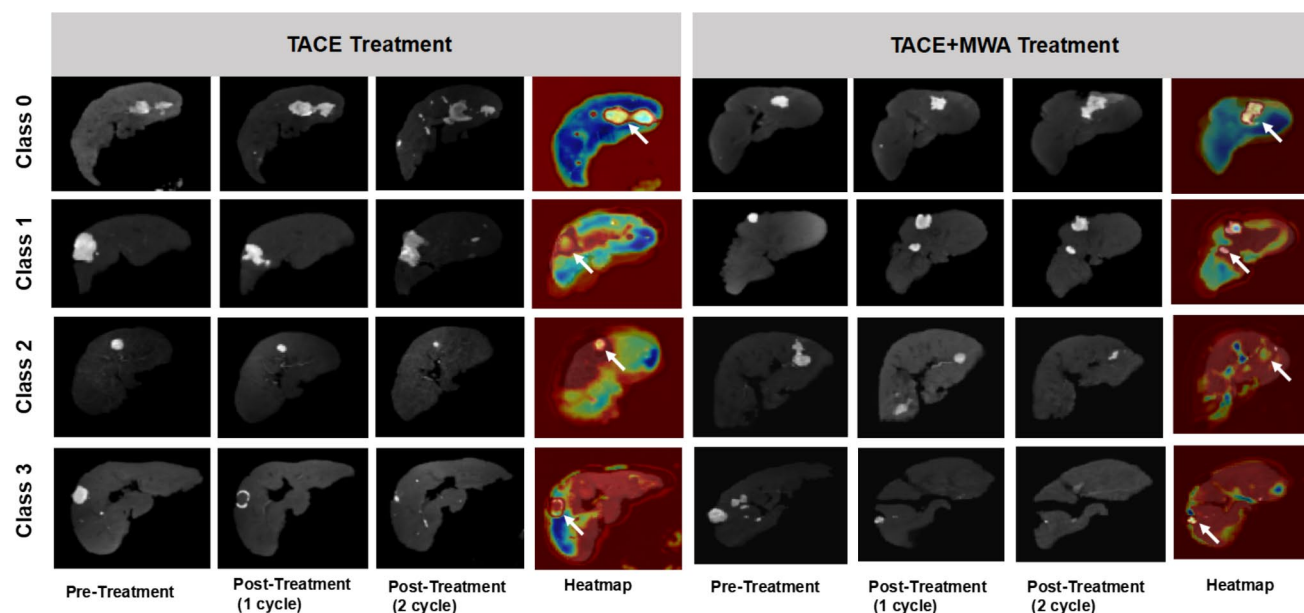 TACE Treatment
TACE+MWA Treatment
Class 0
Class 1
Class 2
Class 3
Pre-Treatment
Post-Treatment
(1 cycle)
Post-Treatment
(2 cycle)
Heatmap
Pre-Treatment
Post-Treatment
(1 cycle)
Post-Treatment
(2 cycle)
Heatmap